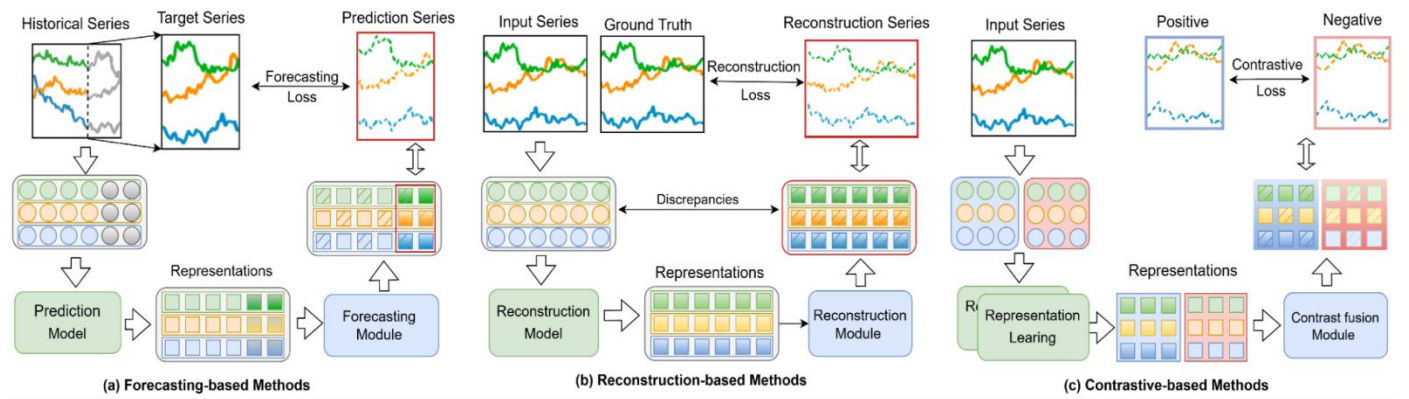 Historical Series
Target Series
Prediction Series
Forecasting
Loss
Prediction
Model
Representations
Forecasting
Module
(a) Forecasting-based Methods
Input Series
Ground Truth
Reconstruction Series
Reconstruction
Loss
Discrepancies
Reconstruction
Model
Representations
Reconstruction
Module
(b) Reconstruction-based Methods
Input Series
Positive
Negative
Contrastive
Loss
Re
Representation
Learing
Representations
Contrast fusion
Module
(c) Contrastive-based Methods